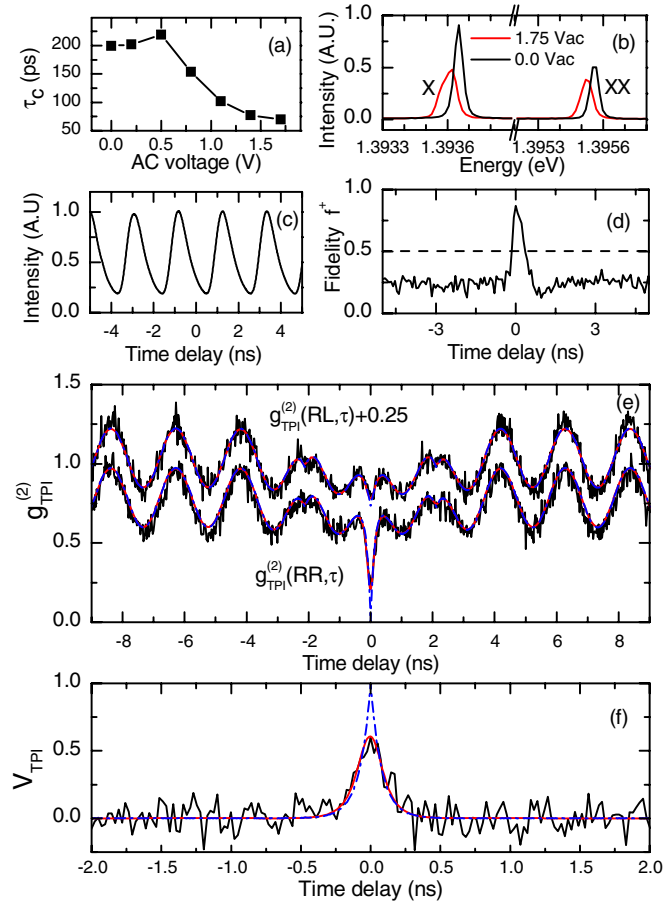 (a)
τc (ps)
200
150
100
50
0.0 0.5 1.0 1.5 2.0
AC voltage (V)
(b)
Intensity (A.U.)
1.0
0.5
0.0
1.75 Vac
0.0 Vac
X
XX
1.3933 1.3936 1.3953 1.3956
Energy (eV)
(c)
Intensity (A.U)
1.0
0.5
0.0
-4 -2 0 2 4
Time delay (ns)
(d)
Fidelity f⁺
1.0
0.5
0.0
-3 0 3
Time delay (ns)
(e)
g⁽²⁾TPI
1.5
1.0
0.5
0.0
g⁽²⁾TPI(RL,τ)+0.25
g⁽²⁾TPI(RR,τ)
-8 -6 -4 -2 0 2 4 6 8
Time delay (ns)
(f)
VTPI
1.0
0.5
0.0
-2.0 -1.5 -1.0 -0.5 0.0 0.5 1.0 1.5 2.0
Time delay (ns)